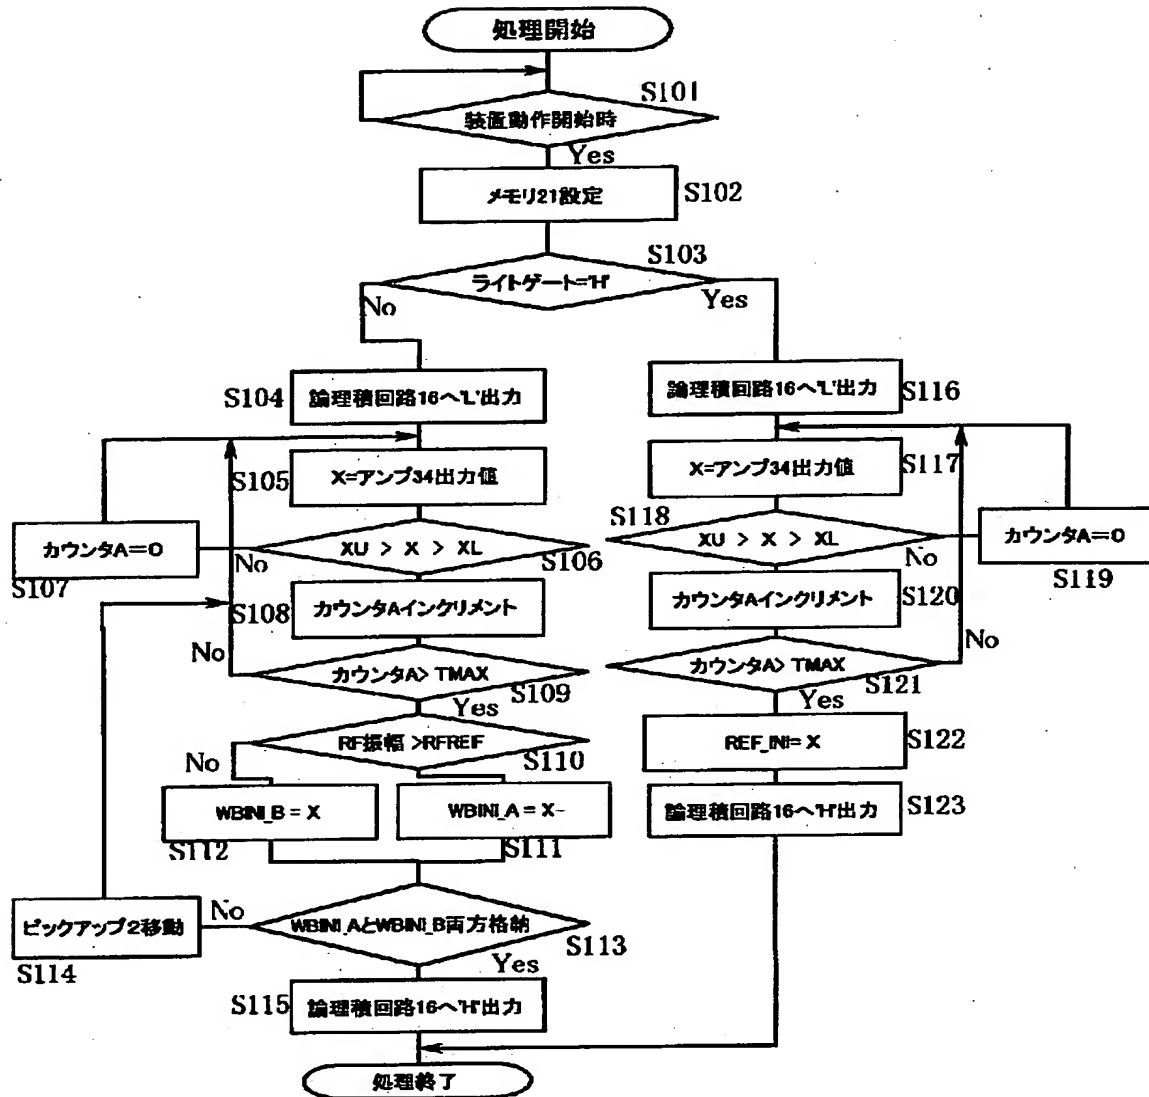 処理開始
S101
装置動作開始時
Yes
メモリ21設定
S102
S103
ライトゲート='H'
No
Yes
S104
論理積回路16へ'L'出力
論理積回路16へ'L'出力
S116
S105
X=アンプ34出力値
X=アンプ34出力値
S117
カウンタA=0
S107
No
XU > X > XL
S106
S118
XU > X > XL
No
カウンタA=0
S119
S108
カウンタAインクリメント
カウンタAインクリメント
S120
No
カウンタA> TMAX
S109
Yes
カウンタA> TMAX
S121
No
Yes
RF振幅 >RFREF
S110
No
REF_INI= X
S122
WBINI_B = X
S112
WBINI_A = X-
S111
論理積回路16へ'H'出力
S123
ピックアップ2移動
S114
No
WBINI_AとWBINI_B両方格納
S113
Yes
S115
論理積回路16へ'H'出力
処理終了